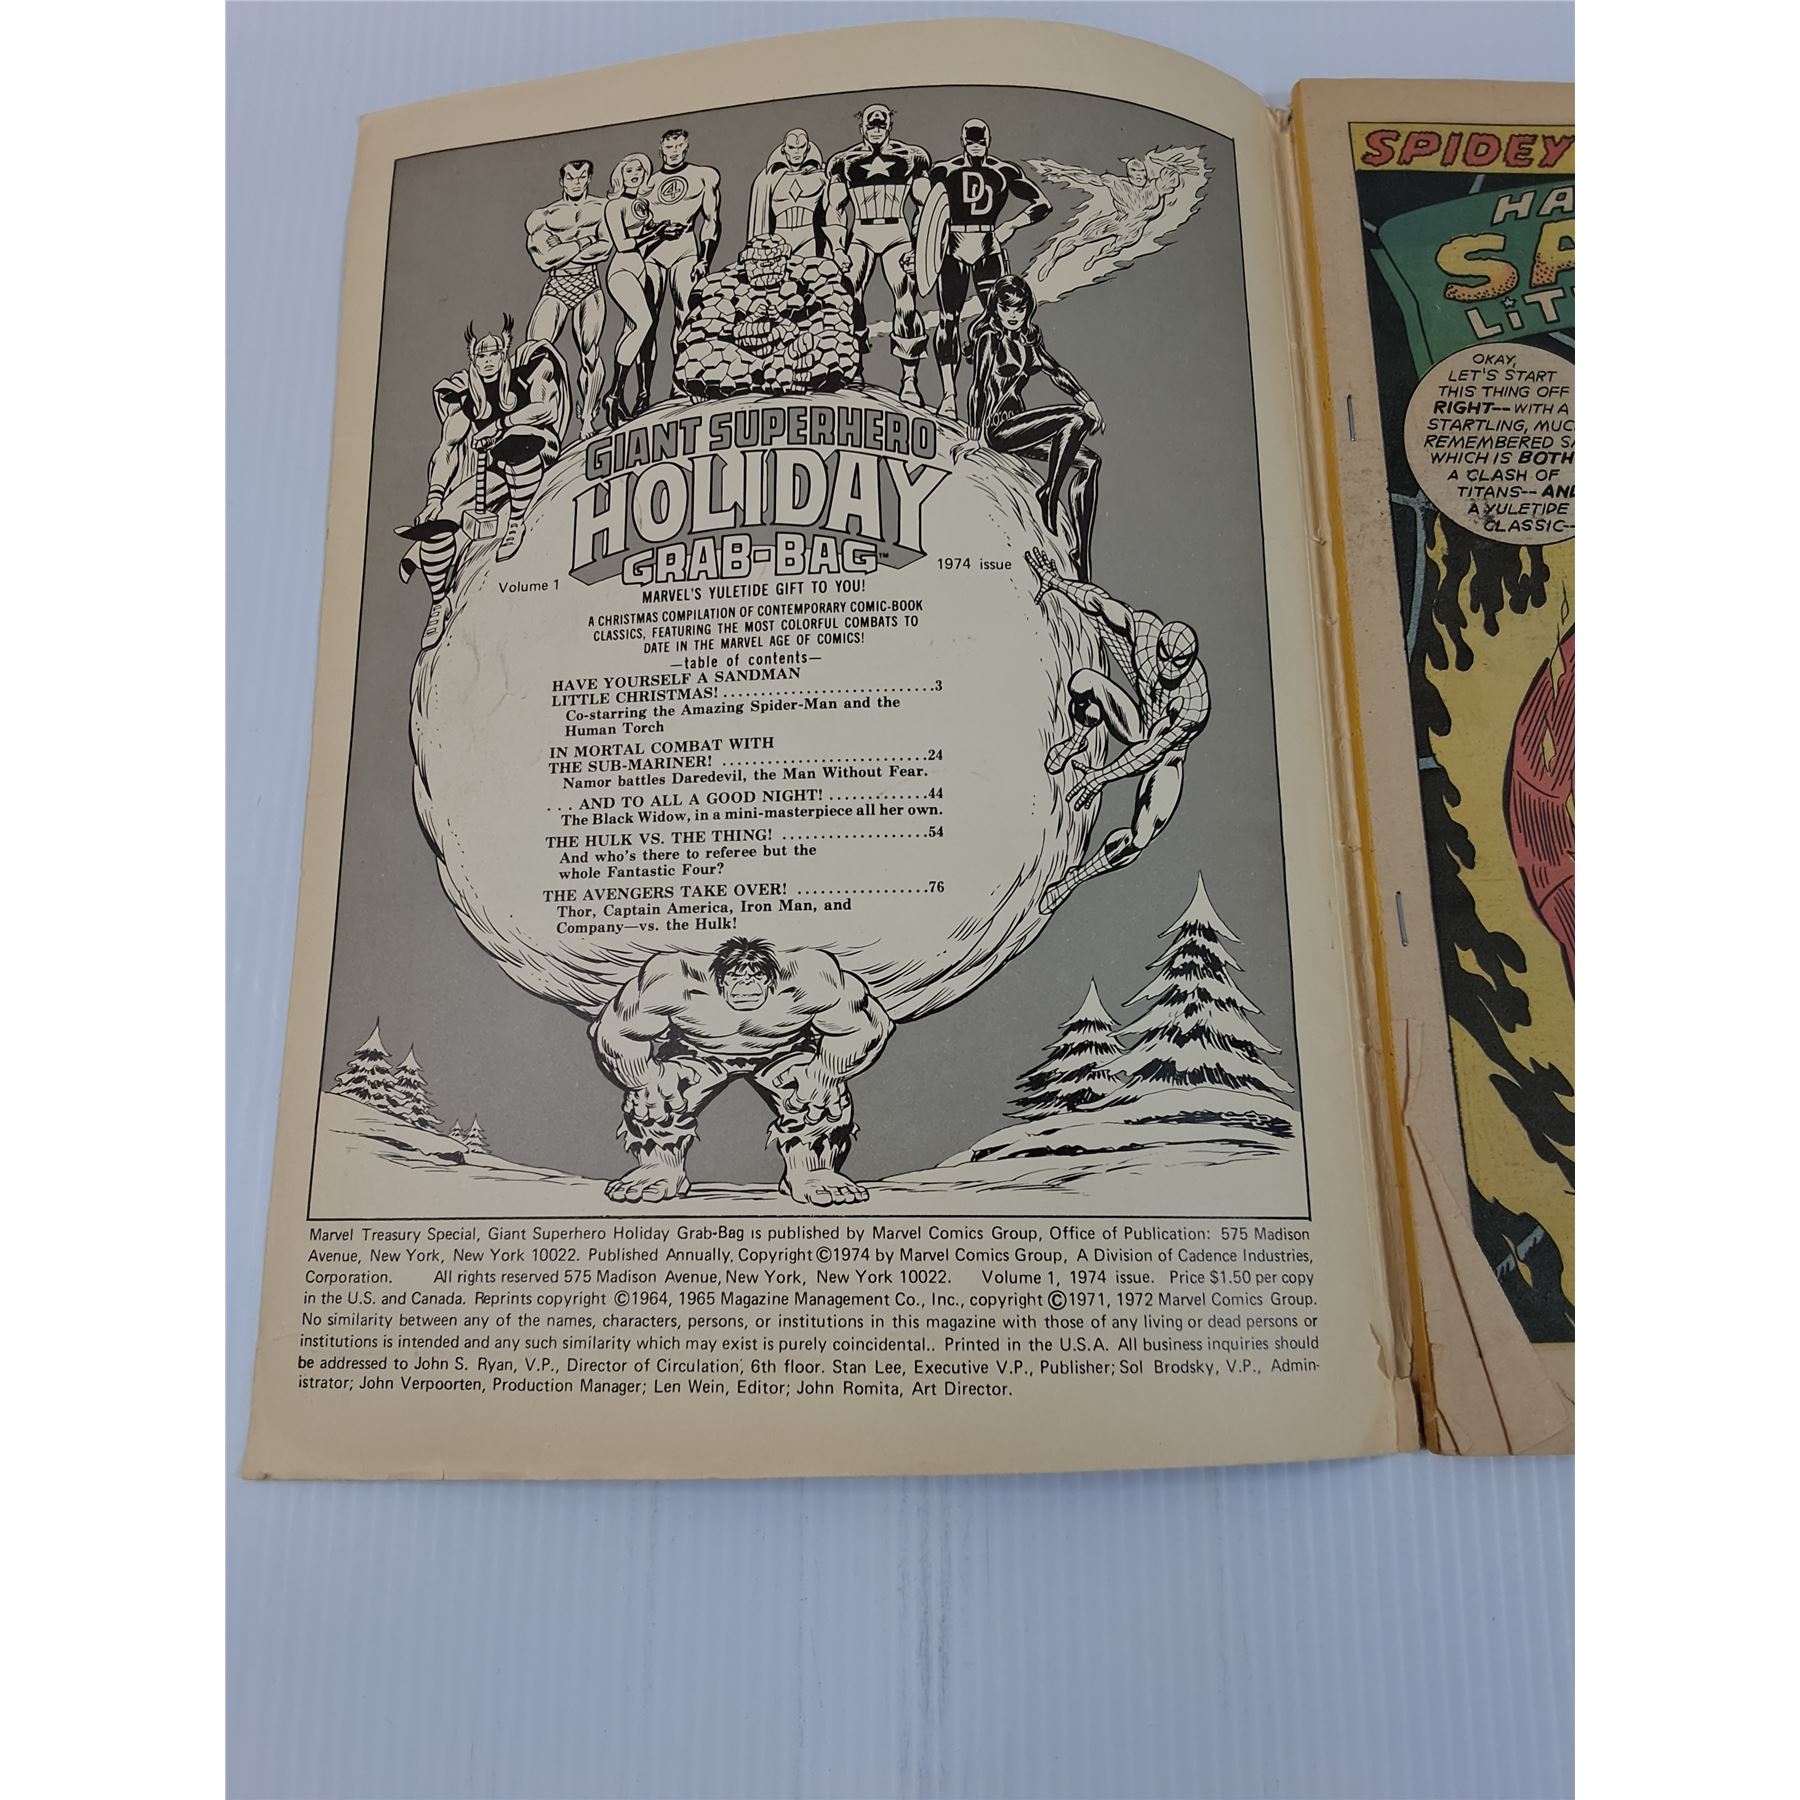 GIANT SUPERHERO
HOLIDAY
GRAB-BAG™
Volume 1
1974 issue
MARVEL'S YULETIDE GIFT TO YOU!
A CHRISTMAS COMPILATION OF CONTEMPORARY COMIC-BOOK
CLASSICS, FEATURING THE MOST COLORFUL COMBATS TO
DATE IN THE MARVEL AGE OF COMICS!
—table of contents—
HAVE YOURSELF A SANDMAN
LITTLE CHRISTMAS! ............................3
Co-starring the Amazing Spider-Man and the
Human Torch
IN MORTAL COMBAT WITH
THE SUB-MARINER! ...........................24
Namor battles Daredevil, the Man Without Fear.
. . . AND TO ALL A GOOD NIGHT! .............44
The Black Widow, in a mini-masterpiece all her own.
THE HULK VS. THE THING! ...................54
And who's there to referee but the
whole Fantastic Four?
THE AVENGERS TAKE OVER! .................76
Thor, Captain America, Iron Man, and
Company—vs. the Hulk!
A
4
4
DD
Marvel Treasury Special, Giant Superhero Holiday Grab-Bag is published by Marvel Comics Group, Office of Publication: 575 Madison
Avenue, New York, New York 10022. Published Annually. Copyright ©1974 by Marvel Comics Group, A Division of Cadence Industries,
Corporation. All rights reserved 575 Madison Avenue, New York, New York 10022. Volume 1, 1974 issue. Price $1.50 per copy
in the U.S. and Canada. Reprints copyright ©1964, 1965 Magazine Management Co., Inc., copyright ©1971, 1972 Marvel Comics Group.
No similarity between any of the names, characters, persons, or institutions in this magazine with those of any living or dead persons or
institutions is intended and any such similarity which may exist is purely coincidental.. Printed in the U.S.A. All business inquiries should
be addressed to John S. Ryan, V.P., Director of Circulation, 6th floor. Stan Lee, Executive V.P., Publisher; Sol Brodsky, V.P., Admin-
istrator; John Verpoorten, Production Manager; Len Wein, Editor; John Romita, Art Director.
SPIDEY
HA
SA
LIT
OKAY,
LET'S START
THIS THING OFF
RIGHT-- WITH A
STARTLING, MUC
REMEMBERED SA
WHICH IS BOTH
A CLASH OF
TITANS-- AND
A YULETIDE
CLASSIC--